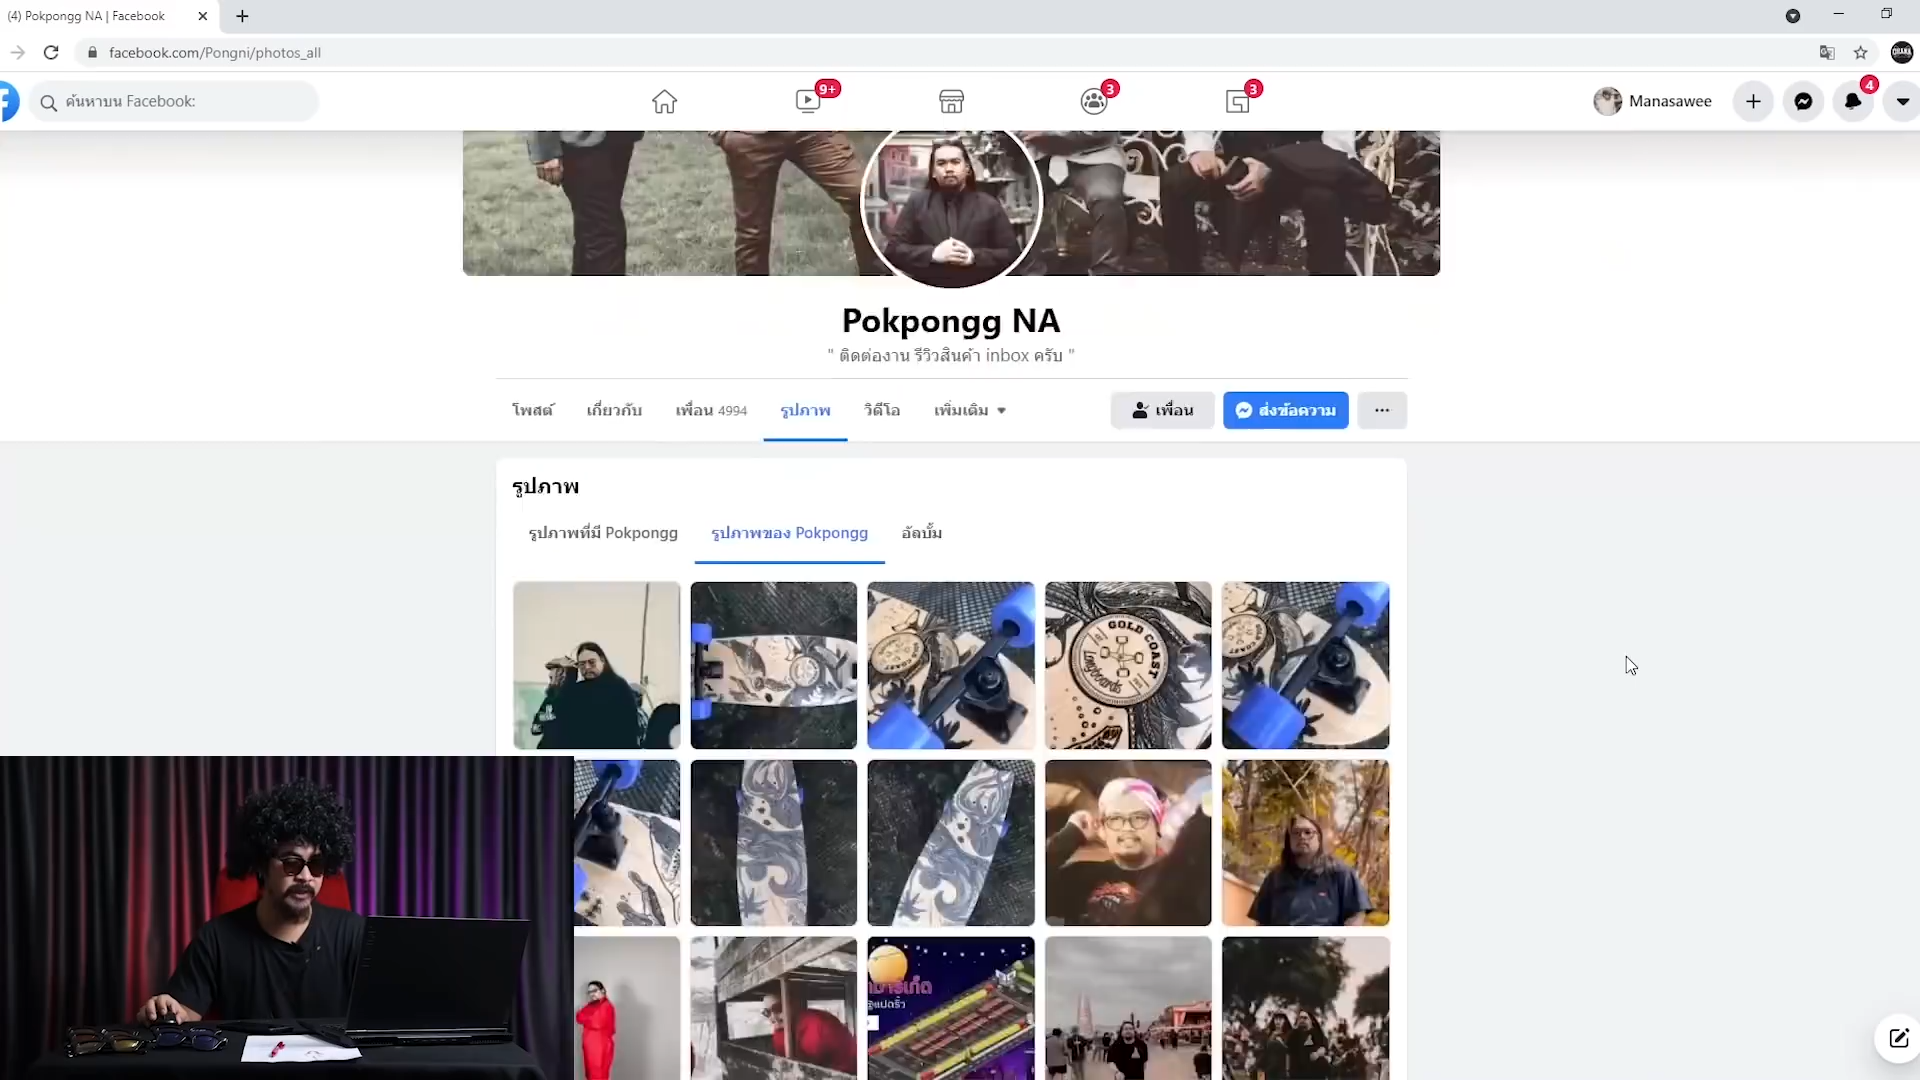 (4) Pokpongg NA | Facebook
facebook.com/Pongni/photos_all
ค้นหาบน Facebook:
9+
3
3
Manasawee
4
Pokpongg NA
" ติดต่องาน รีวิวสินค้า inbox ครับ "
โพสต์
เกี่ยวกับ
เพื่อน 4994
รูปภาพ
วิดีโอ
เพิ่มเติม
เพื่อน
ส่งข้อความ
รูปภาพ
รูปภาพที่มี Pokpongg
รูปภาพของ Pokpongg
อัลบั้ม
GOLD COAST
longboards